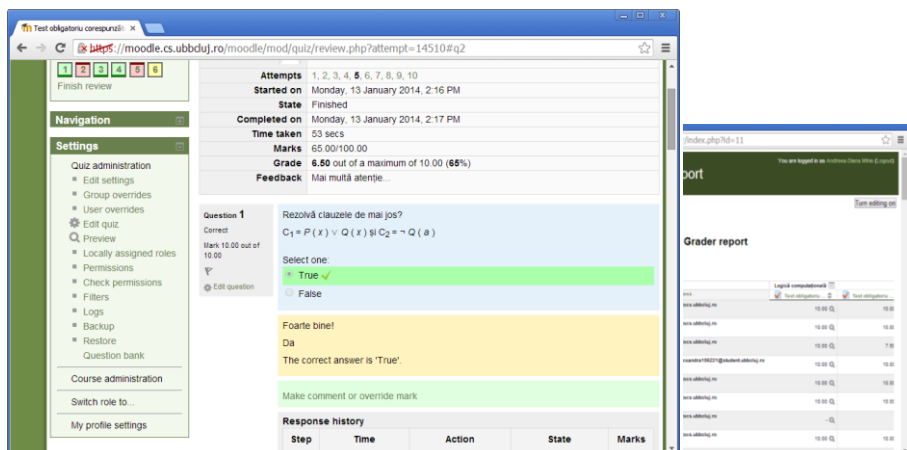 Test obligatoriu corespunză
https://moodle.cs.ubbcluj.ro/moodle/mod/quiz/review.php?attempt=14510#q2
1 2 3 4 5 6
Finish review
Navigation
Settings
Quiz administration
Edit settings
Group overrides
User overrides
Edit quiz
Preview
Locally assigned roles
Permissions
Check permissions
Filters
Logs
Backup
Restore
Question bank
Course administration
Switch role to...
My profile settings
Attempts 1, 2, 3, 4, 5, 6, 7, 8, 9, 10
Started on Monday, 13 January 2014, 2:16 PM
State Finished
Completed on Monday, 13 January 2014, 2:17 PM
Time taken 53 secs
Marks 65.00/100.00
Grade 6.50 out of a maximum of 10.00 (65%)
Feedback Mai multă atenție...
Question 1
Correct
Mark 10.00 out of
10.00
Edit question
Rezolvă clauzele de mai jos?
C1 = P ( x ) ∨ Q ( x ) și C2 = ¬ Q ( a )
Select one:
True
False
Foarte bine!
Da
The correct answer is 'True'.
Make comment or override mark
Response history
Step Time Action State Marks
/index.php?id=11
port
You are logged in as
(Logout)
Turn editing on
Grader report
Logică computațională
Test obligatoriu... Test obligatoriu...
10.00
10.00
10.00
10.00
10.00
-
10.00